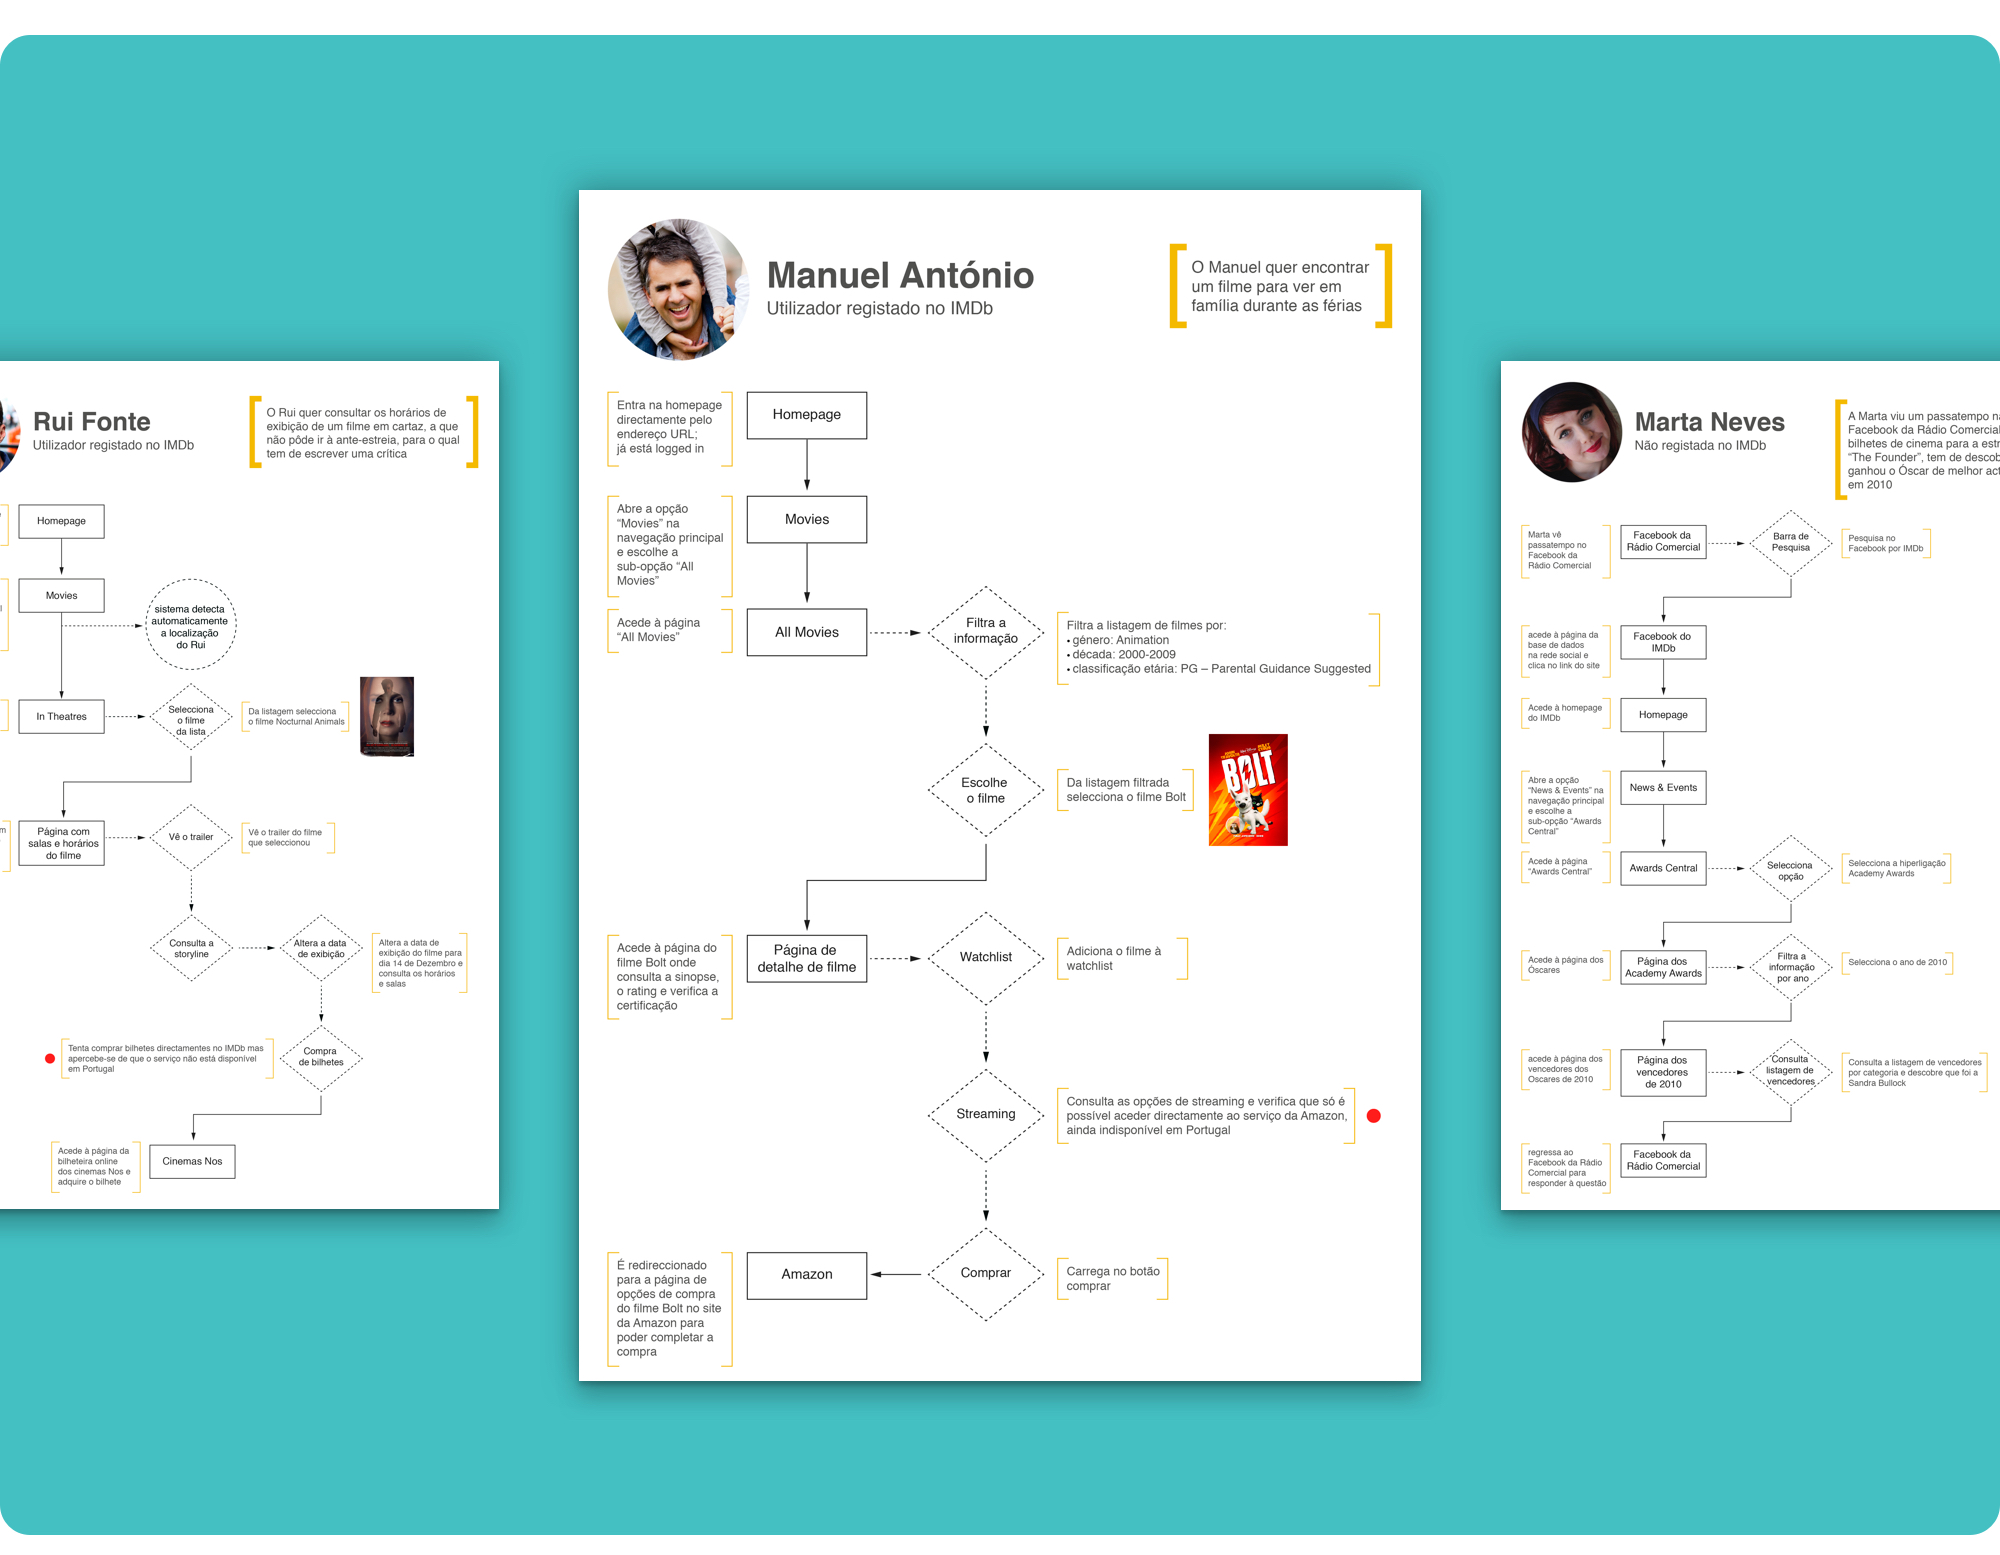 Rui Fonte
Utilizador registado no IMDb
O Rui quer consultar os horários de
exibição de um filme em cartaz, a que
não pôde ir à ante-estreia, para o qual
tem de escrever uma crítica
Homepage
Movies
sistema detecta
automaticamente
a localização
do Rui
In Theatres
Selecciona
o filme
da lista
Da listagem selecciona
o filme Nocturnal Animals
Página com
salas e horários
do filme
Vê o trailer
Vê o trailer do filme
que seleccionou
Consulta a
storyline
Altera a data
de exibição
Altera a data de
exibição do filme para
dia 14 de Dezembro e
consulta os horários
e salas
Tenta comprar bilhetes directamentes no IMDb mas
apercebe-se de que o serviço não está disponível
em Portugal
Compra
de bilhetes
Acede à página da
bilheteira online
dos cinemas Nos e
adquire o bilhete
Cinemas Nos
Manuel António
Utilizador registado no IMDb
O Manuel quer encontrar
um filme para ver em
família durante as férias
Entra na homepage
directamente pelo
endereço URL;
já está logged in
Homepage
Abre a opção
“Movies” na
navegação principal
e escolhe a
sub-opção “All
Movies”
Movies
Acede à página
“All Movies”
All Movies
Filtra a
informação
Filtra a listagem de filmes por:
• género: Animation
• década: 2000-2009
• classificação etária: PG – Parental Guidance Suggested
Escolhe
o filme
Da listagem filtrada
selecciona o filme Bolt
BOLT
Acede à página do
filme Bolt onde
consulta a sinopse,
o rating e verifica a
certificação
Página de
detalhe de filme
Watchlist
Adiciona o filme à
watchlist
Streaming
Consulta as opções de streaming e verifica que só é
possível aceder directamente ao serviço da Amazon,
ainda indisponível em Portugal
É redireccionado
para a página de
opções de compra
do filme Bolt no site
da Amazon para
poder completar a
compra
Amazon
Comprar
Carrega no botão
comprar
Marta Neves
Não registada no IMDb
A Marta viu um passatempo n
Facebook da Rádio Comercial
bilhetes de cinema para a est
“The Founder”, tem de descob
ganhou o Óscar de melhor act
em 2010
Marta vê
passatempo no
Facebook da
Rádio Comercial
Facebook da
Rádio Comercial
Barra de
Pesquisa
Pesquisa no
Facebook por IMDb
acede à página da
base de dados
na rede social e
clica no link do site
Facebook do
IMDb
Acede à homepage
do IMDb
Homepage
Abre a opção
“News & Events” na
navegação principal
e escolhe a
sub-opção “Awards
Central”
News & Events
Acede à página
“Awards Central”
Awards Central
Selecciona
opção
Selecciona a hiperligação
Academy Awards
Acede à página dos
Óscares
Página dos
Academy Awards
Filtra a
informação
por ano
Selecciona o ano de 2010
acede à página dos
vencedores dos
Oscares de 2010
Página dos
vencedores
de 2010
Consulta
listagem de
vencedores
Consulta a listagem de vencedores
por categoria e descobre que foi a
Sandra Bullock
regressa ao
Facebook da Rádio
Comercial para
responder à questão
Facebook da
Rádio Comercial